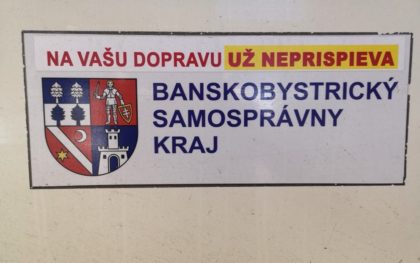 NA VAŠU DOPRAVU UŽ NEPRISPIEVA
BANSKOBYSTRICKÝ
SAMOSPRÁVNY
KRAJ